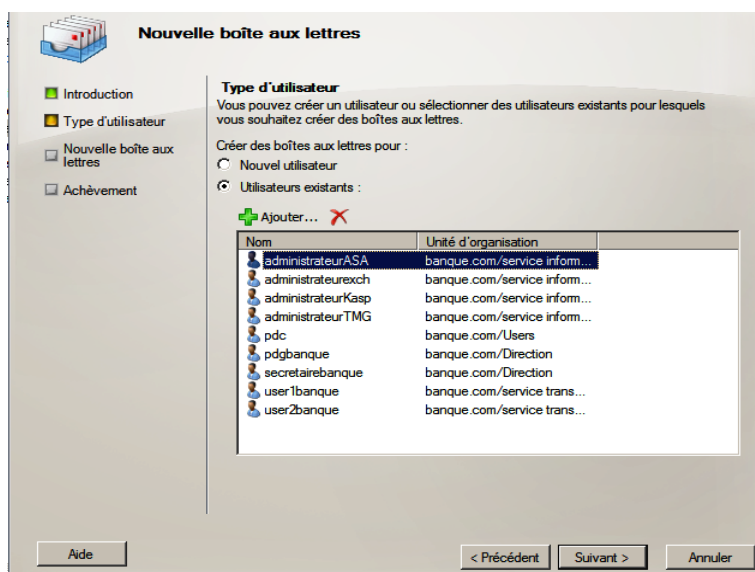 Nouvelle boîte aux lettres
Introduction
Type d'utilisateur
Nouvelle boîte aux
lettres
Achèvement
Type d'utilisateur
Vous pouvez créer un utilisateur ou sélectionner des utilisateurs existants pour lesquels
vous souhaitez créer des boîtes aux lettres.
Créer des boîtes aux lettres pour :
Nouvel utilisateur
Utilisateurs existants :
Ajouter...
Nom Unité d'organisation
administrateurASA banque.com/service inform...
administrateurexch banque.com/service inform...
administrateurKasp banque.com/service inform...
administrateurTMG banque.com/service inform...
pdc banque.com/Users
pdgbanque banque.com/Direction
secretairebanque banque.com/Direction
user1banque banque.com/service trans...
user2banque banque.com/service trans...
Aide < Précédent Suivant > Annuler